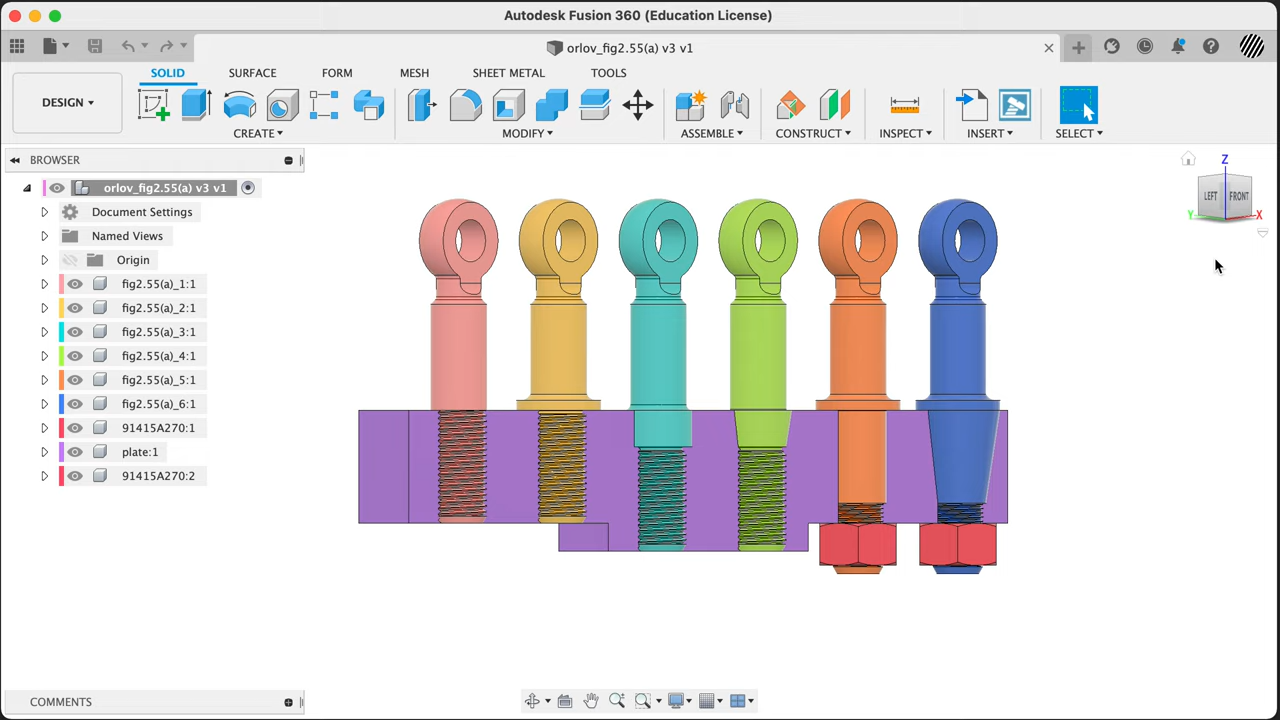 Autodesk Fusion 360 (Education License)
orlov_fig2.55(a) v3 v1
SOLID SURFACE FORM MESH SHEET METAL TOOLS
DESIGN
CREATE MODIFY ASSEMBLE CONSTRUCT INSPECT INSERT SELECT
BROWSER
orlov_fig2.55(a) v3 v1
Document Settings
Named Views
Origin
fig2.55(a)_1:1
fig2.55(a)_2:1
fig2.55(a)_3:1
fig2.55(a)_4:1
fig2.55(a)_5:1
fig2.55(a)_6:1
91415A270:1
plate:1
91415A270:2
Z
LEFT FRONT
Y X
COMMENTS